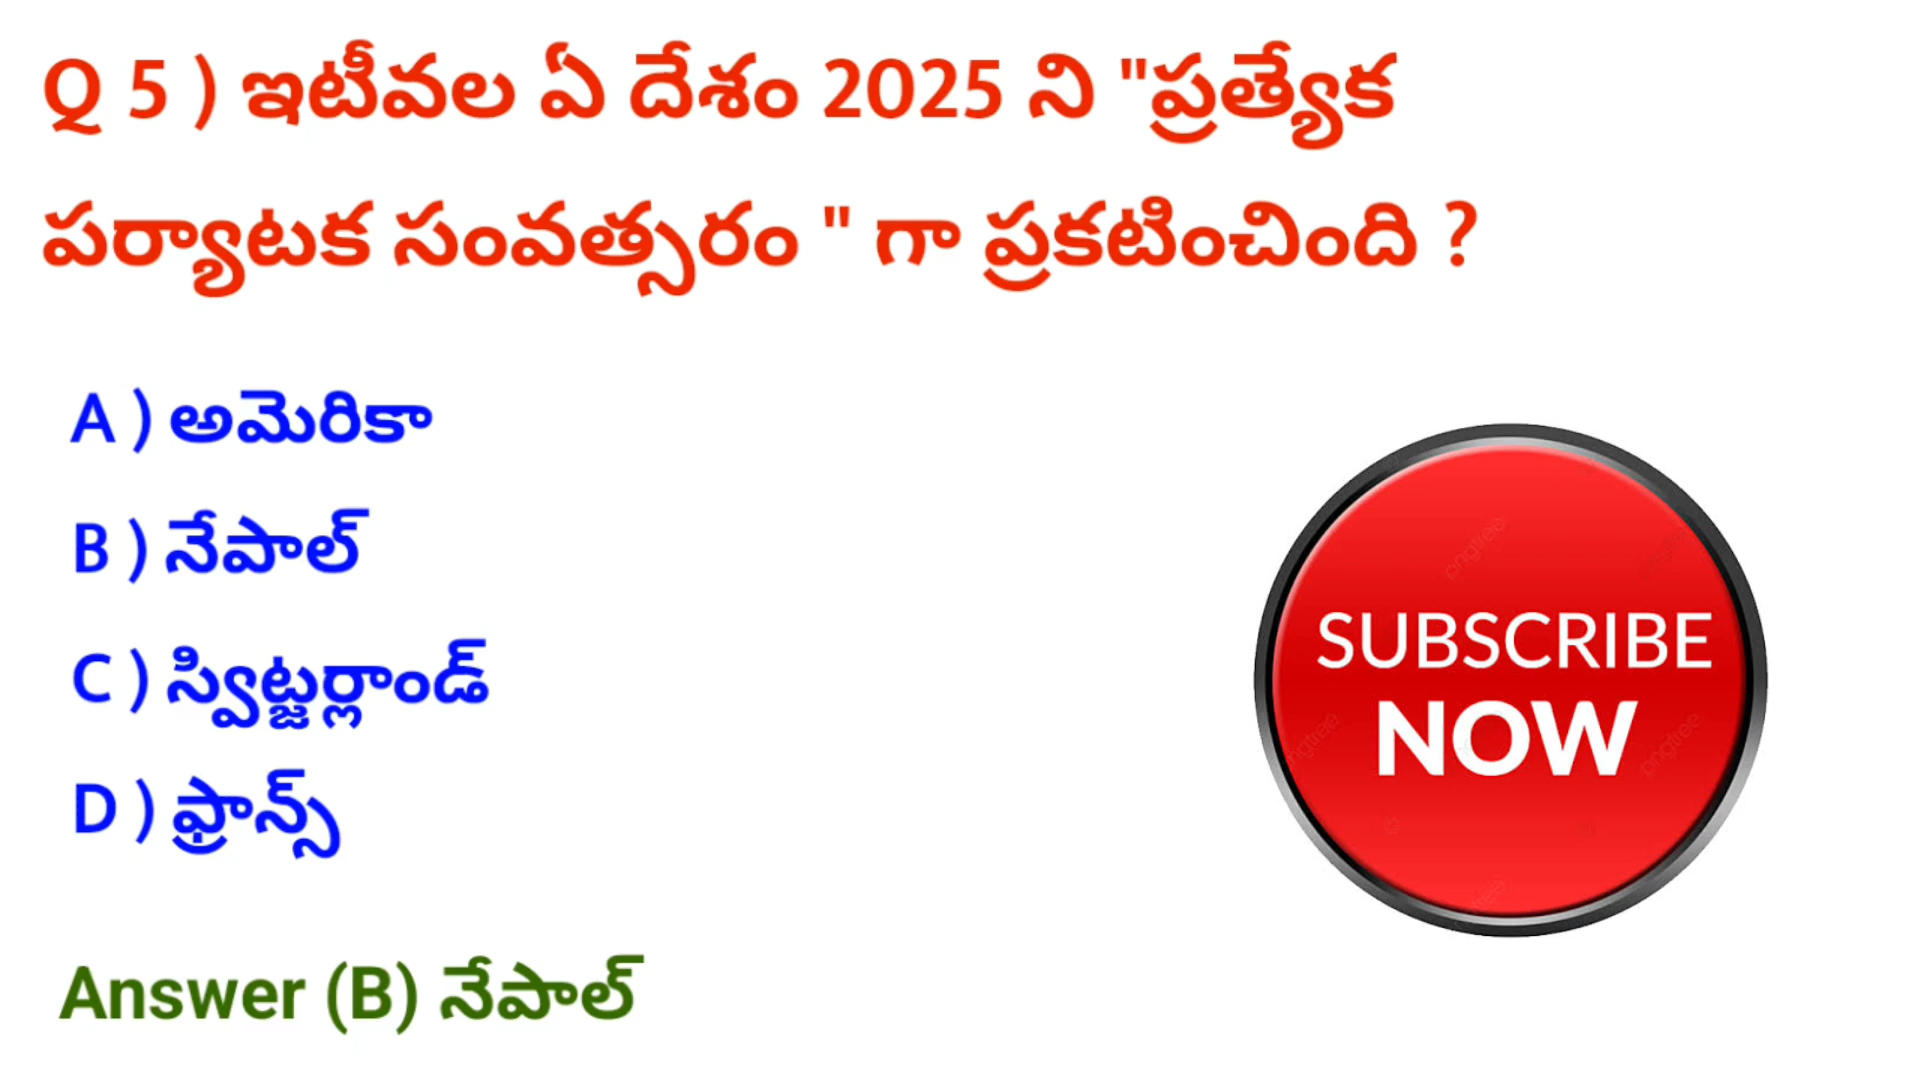 Q 5 ) ఇటీవల ఏ దేశం 2025 ని "ప్రత్యేక
పర్యాటక సంవత్సరం " గా ప్రకటించింది ?
A ) అమెరికా
B ) నేపాల్
C ) స్విట్జర్లాండ్
D ) ఫ్రాన్స్
SUBSCRIBE
NOW
Answer (B) నేపాల్